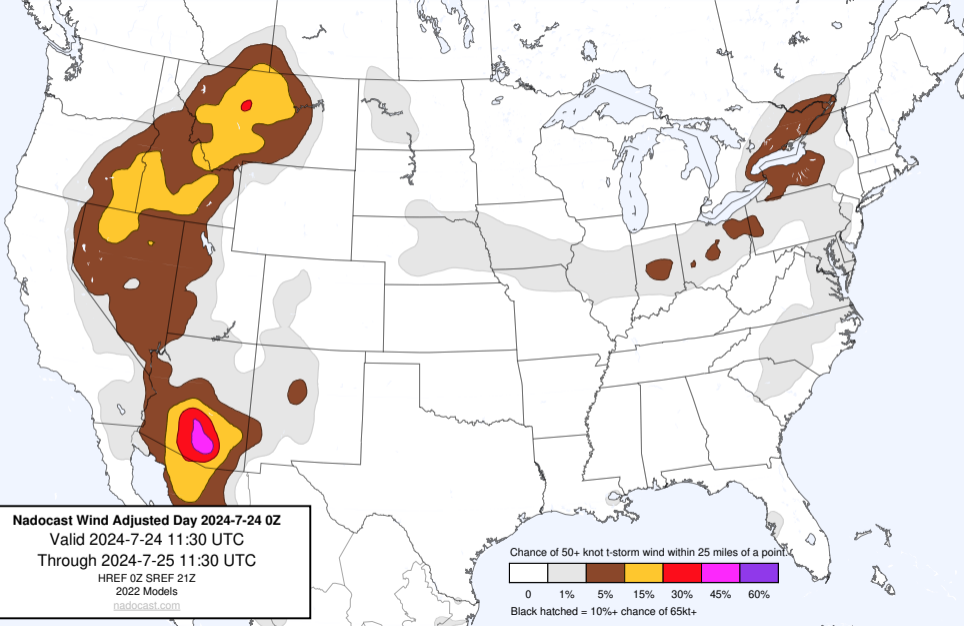 Nadocast Wind Adjusted Day 2024-7-24 0Z
Valid 2024-7-24 11:30 UTC
Through 2024-7-25 11:30 UTC
HREF 0Z SREF 21Z
2022 Models
nadocast.com
Chance of 50+ knot t-storm wind within 25 miles of a point.
0 1% 5% 15% 30% 45% 60%
Black hatched = 10%+ chance of 65kt+